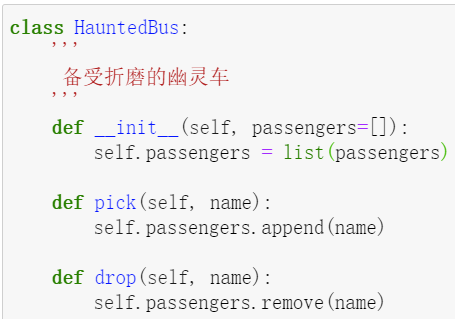 class HauntedBus:
    '''
     备受折磨的幽灵车
    '''
    def __init__(self, passengers=[]):
        self.passengers = list(passengers)
    def pick(self, name):
        self.passengers.append(name)
    def drop(self, name):
        self.passengers.remove(name)